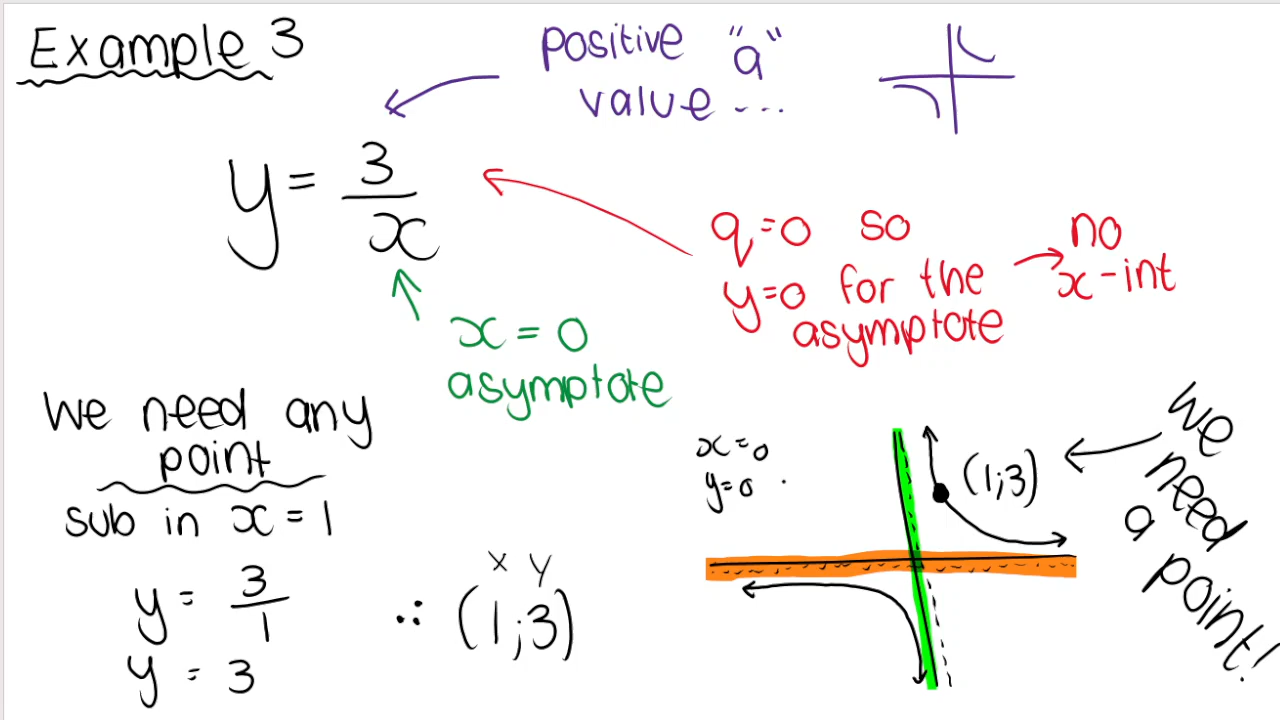 Example 3
positive "a"
value ...
y = 3/x
q=0 so
y=0 for the
asymptote
no
x-int
x = 0
asymptote
We need any
point
sub in x = 1
y = 3/1
y = 3
x y
∴ (1;3)
x=0
y=0
(1;3)
We
need
a
point!